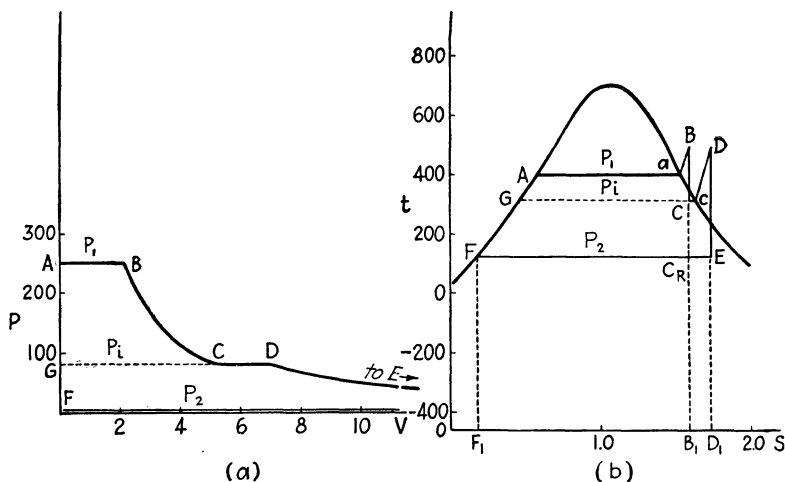 300
A
P₁
B
200
P
100
Pi
C
D
G
F
P₂
to E→
2
4
6
8
10
V
(a)
800
600
400
200
0
-200
-400
0
t
A
P₁
a
B
D
G
Pi
C
c
F
P₂
C_R
E
F₁
1.0
B₁
D₁
2.0
S
(b)